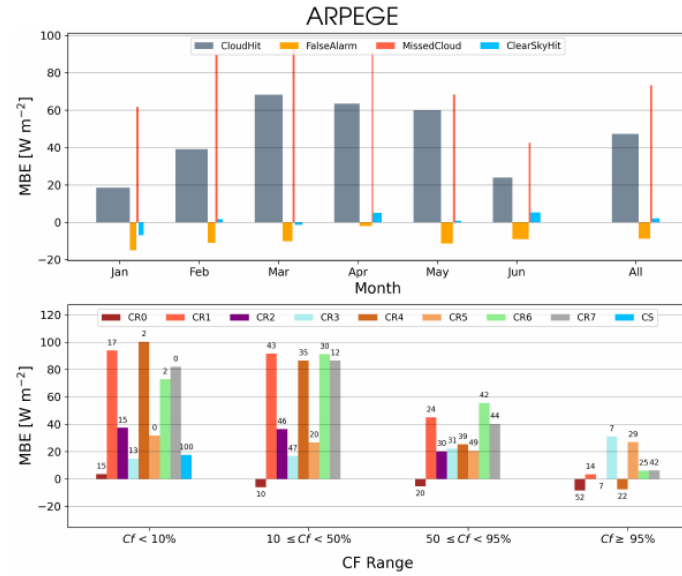 ARPEGE
CloudHit FalseAlarm MissedCloud ClearSkyHit
MBE [W m⁻²]
80
60
40
20
0
−20
Jan Feb Mar Apr May Jun All
Month
CR0 CR1 CR2 CR3 CR4 CR5 CR6 CR7 CS
MBE [W m⁻²]
120
100
80
60
40
20
0
−20
15 17 15 13 2 0 2 0 100
10 43 46 47 35 20 38 12
20 24 30 31 39 49 42 44
52 14 7 7 22 29 25 42
Cf < 10% 10 ≤ Cf < 50% 50 ≤ Cf < 95% Cf ≥ 95%
CF Range